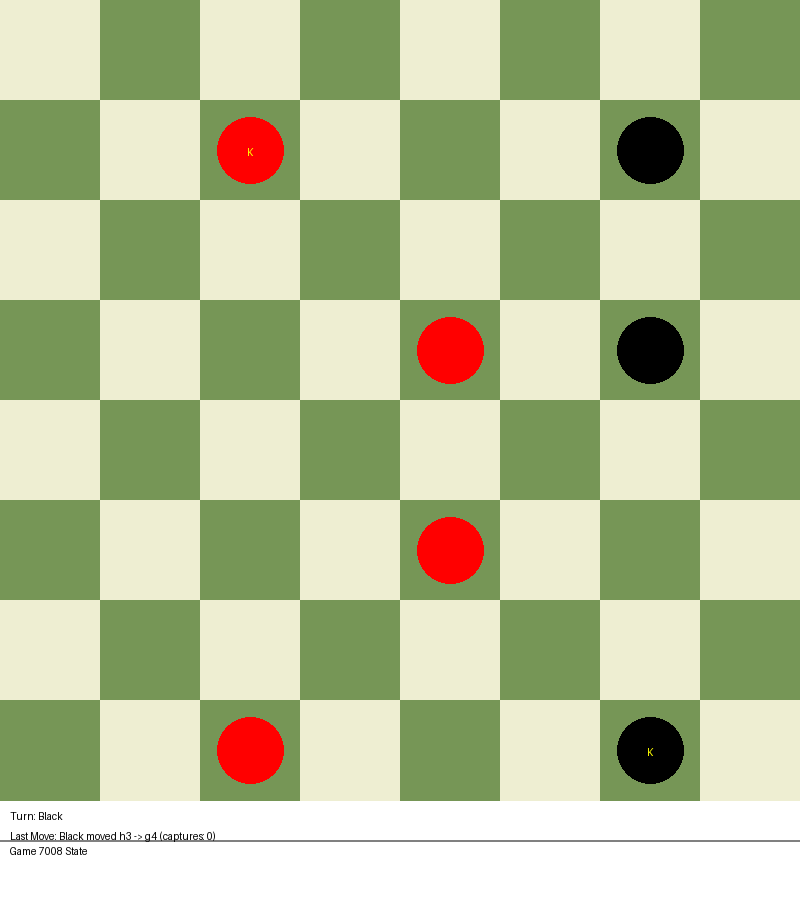 K
K
Turn: Black
Last Move: Black moved h3 -> g4 (captures: 0)
Game 7008 State